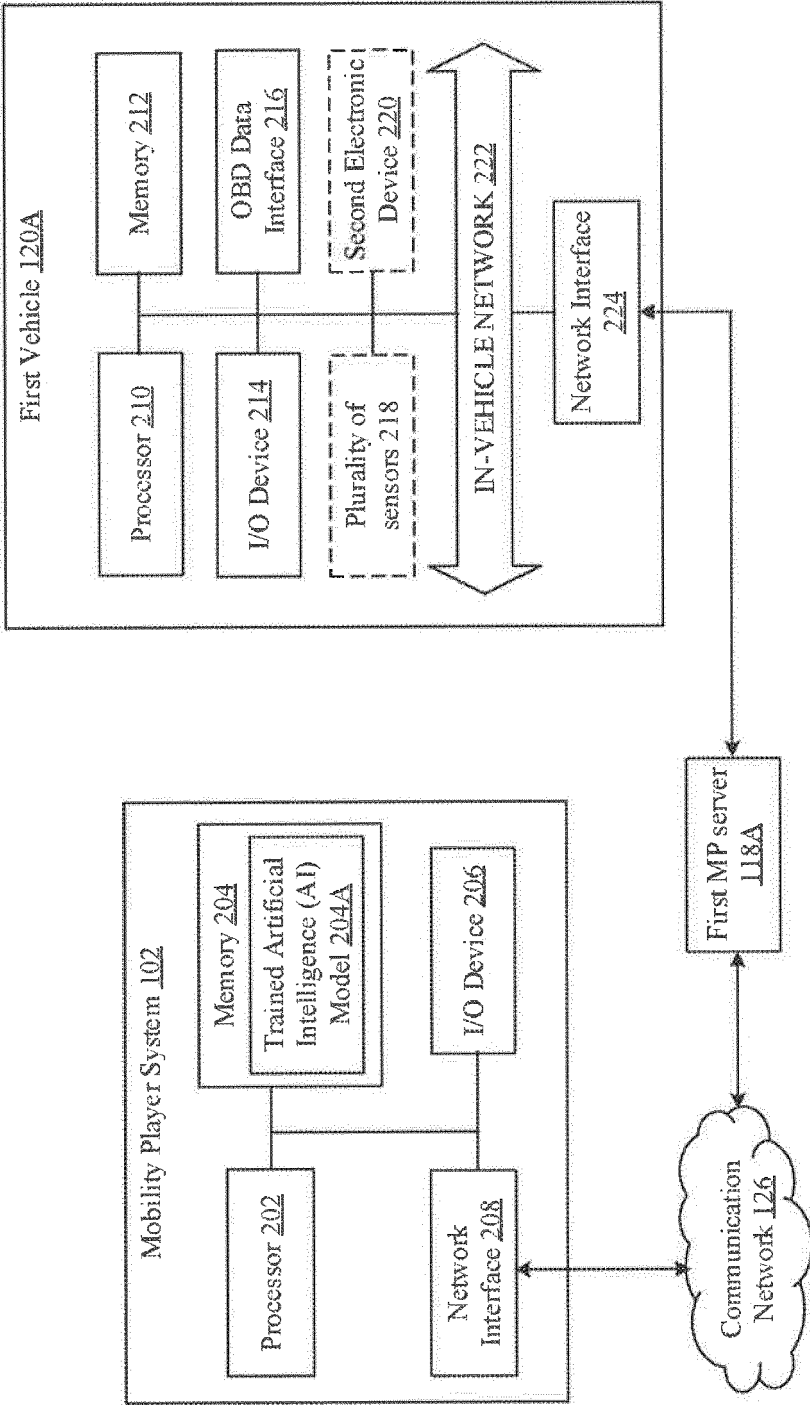 Mobility Player System 102
Processor 202
Memory 204
Trained Artificial
Intelligence (AI)
Model 204A
Network
Interface 208
I/O Device 206
Communication
Network 126
First MP server
118A
First Vehicle 120A
Processor 210
Memory 212
I/O Device 214
OBD Data
Interface 216
Plurality of
sensors 218
Second Electronic
Device 220
IN-VEHICLE NETWORK 222
Network Interface
224